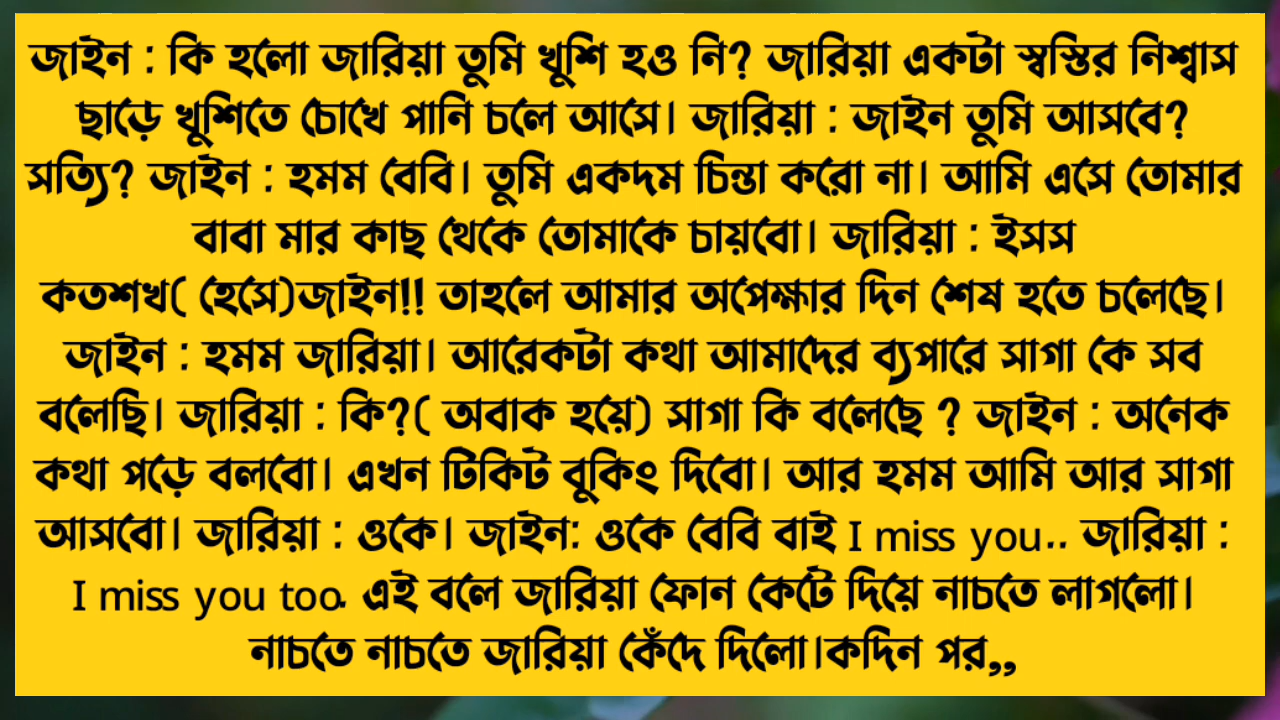 জাইন : কি হলো জারিয়া তুমি খুশি হও নি? জারিয়া একটা স্বস্তির নিশ্বাস
ছাড়ে খুশিতে চোখে পানি চলে আসে। জারিয়া : জাইন তুমি আসবে?
সত্যি? জাইন : হমম বেবি। তুমি একদম চিন্তা করো না। আমি এসে তোমার
বাবা মার কাছ থেকে তোমাকে চায়বো। জারিয়া : ইসস
কতশখ( হেসে)জাইন!! তাহলে আমার অপেক্ষার দিন শেষ হতে চলেছে।
জাইন : হমম জারিয়া। আরেকটা কথা আমাদের ব্যপারে সাগা কে সব
বলেছি। জারিয়া : কি?( অবাক হয়ে) সাগা কি বলেছে ? জাইন : অনেক
কথা পড়ে বলবো। এখন টিকিট বুকিং দিবো। আর হমম আমি আর সাগা
আসবো। জারিয়া : ওকে। জাইন: ওকে বেবি বাই I miss you.. জারিয়া :
I miss you too. এই বলে জারিয়া ফোন কেটে দিয়ে নাচতে লাগলো।
নাচতে নাচতে জারিয়া কেঁদে দিলো।কদিন পর,,